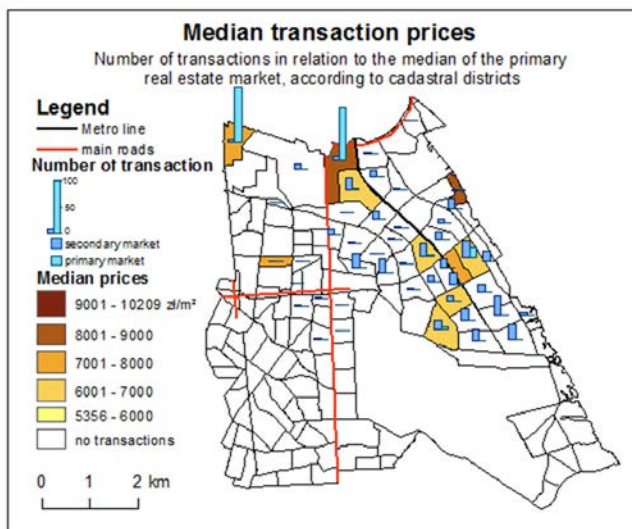 Median transaction prices
Number of transactions in relation to the median of the primary
real estate market, according to cadastral districts
Legend
Metro line
main roads
Number of transaction
100
50
0
secondary market
primary market
Median prices
9001 - 10209 zł/m²
8001 - 9000
7001 - 8000
6001 - 7000
5356 - 6000
no transactions
0 1 2 km